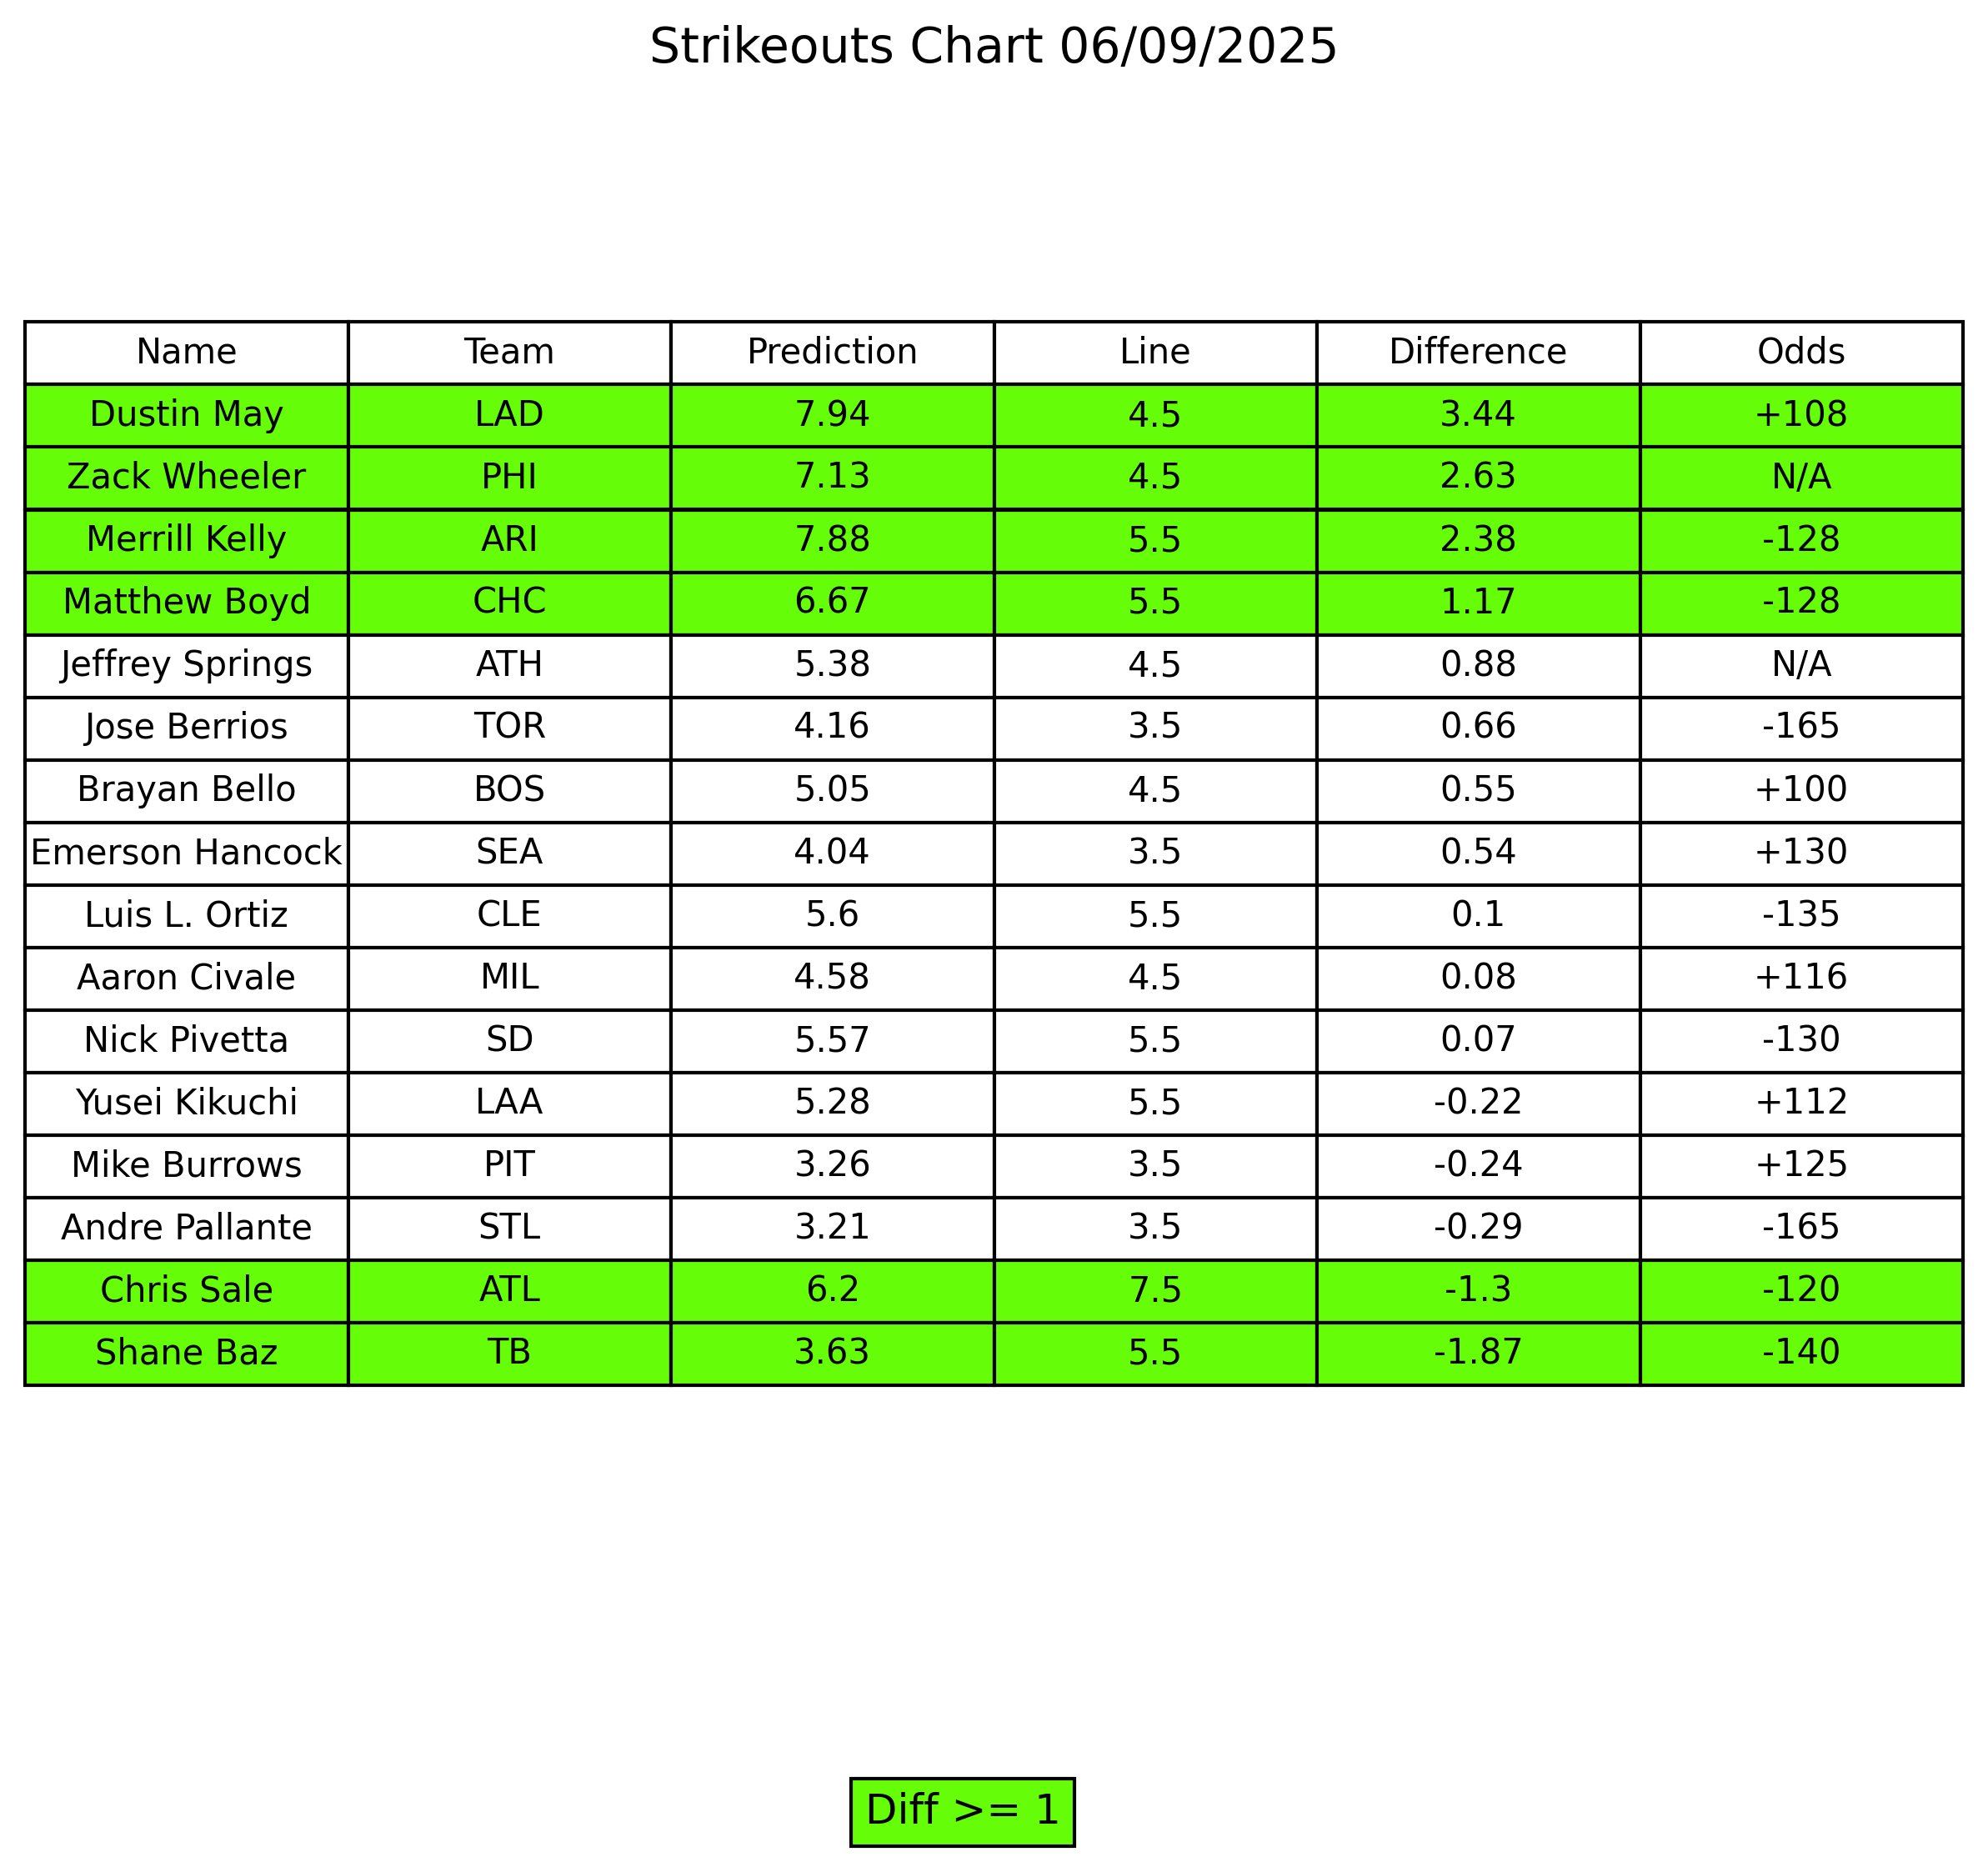 Strikeouts Chart 06/09/2025
Name Team Prediction Line Difference Odds
Dustin May LAD 7.94 4.5 3.44 +108
Zack Wheeler PHI 7.13 4.5 2.63 N/A
Merrill Kelly ARI 7.88 5.5 2.38 -128
Matthew Boyd CHC 6.67 5.5 1.17 -128
Jeffrey Springs ATH 5.38 4.5 0.88 N/A
Jose Berrios TOR 4.16 3.5 0.66 -165
Brayan Bello BOS 5.05 4.5 0.55 +100
Emerson Hancock SEA 4.04 3.5 0.54 +130
Luis L. Ortiz CLE 5.6 5.5 0.1 -135
Aaron Civale MIL 4.58 4.5 0.08 +116
Nick Pivetta SD 5.57 5.5 0.07 -130
Yusei Kikuchi LAA 5.28 5.5 -0.22 +112
Mike Burrows PIT 3.26 3.5 -0.24 +125
Andre Pallante STL 3.21 3.5 -0.29 -165
Chris Sale ATL 6.2 7.5 -1.3 -120
Shane Baz TB 3.63 5.5 -1.87 -140
Diff >= 1